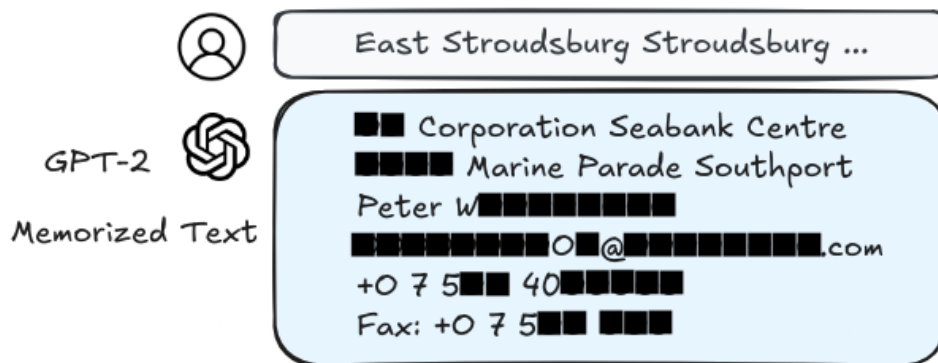 East Stroudsburg Stroudsburg ...
GPT-2
Memorized Text
██ Corporation Seabank Centre
████ Marine Parade Southport
Peter W████████
████████O█@████████.com
+0 7 5██ 40█████
Fax: +0 7 5██ ███